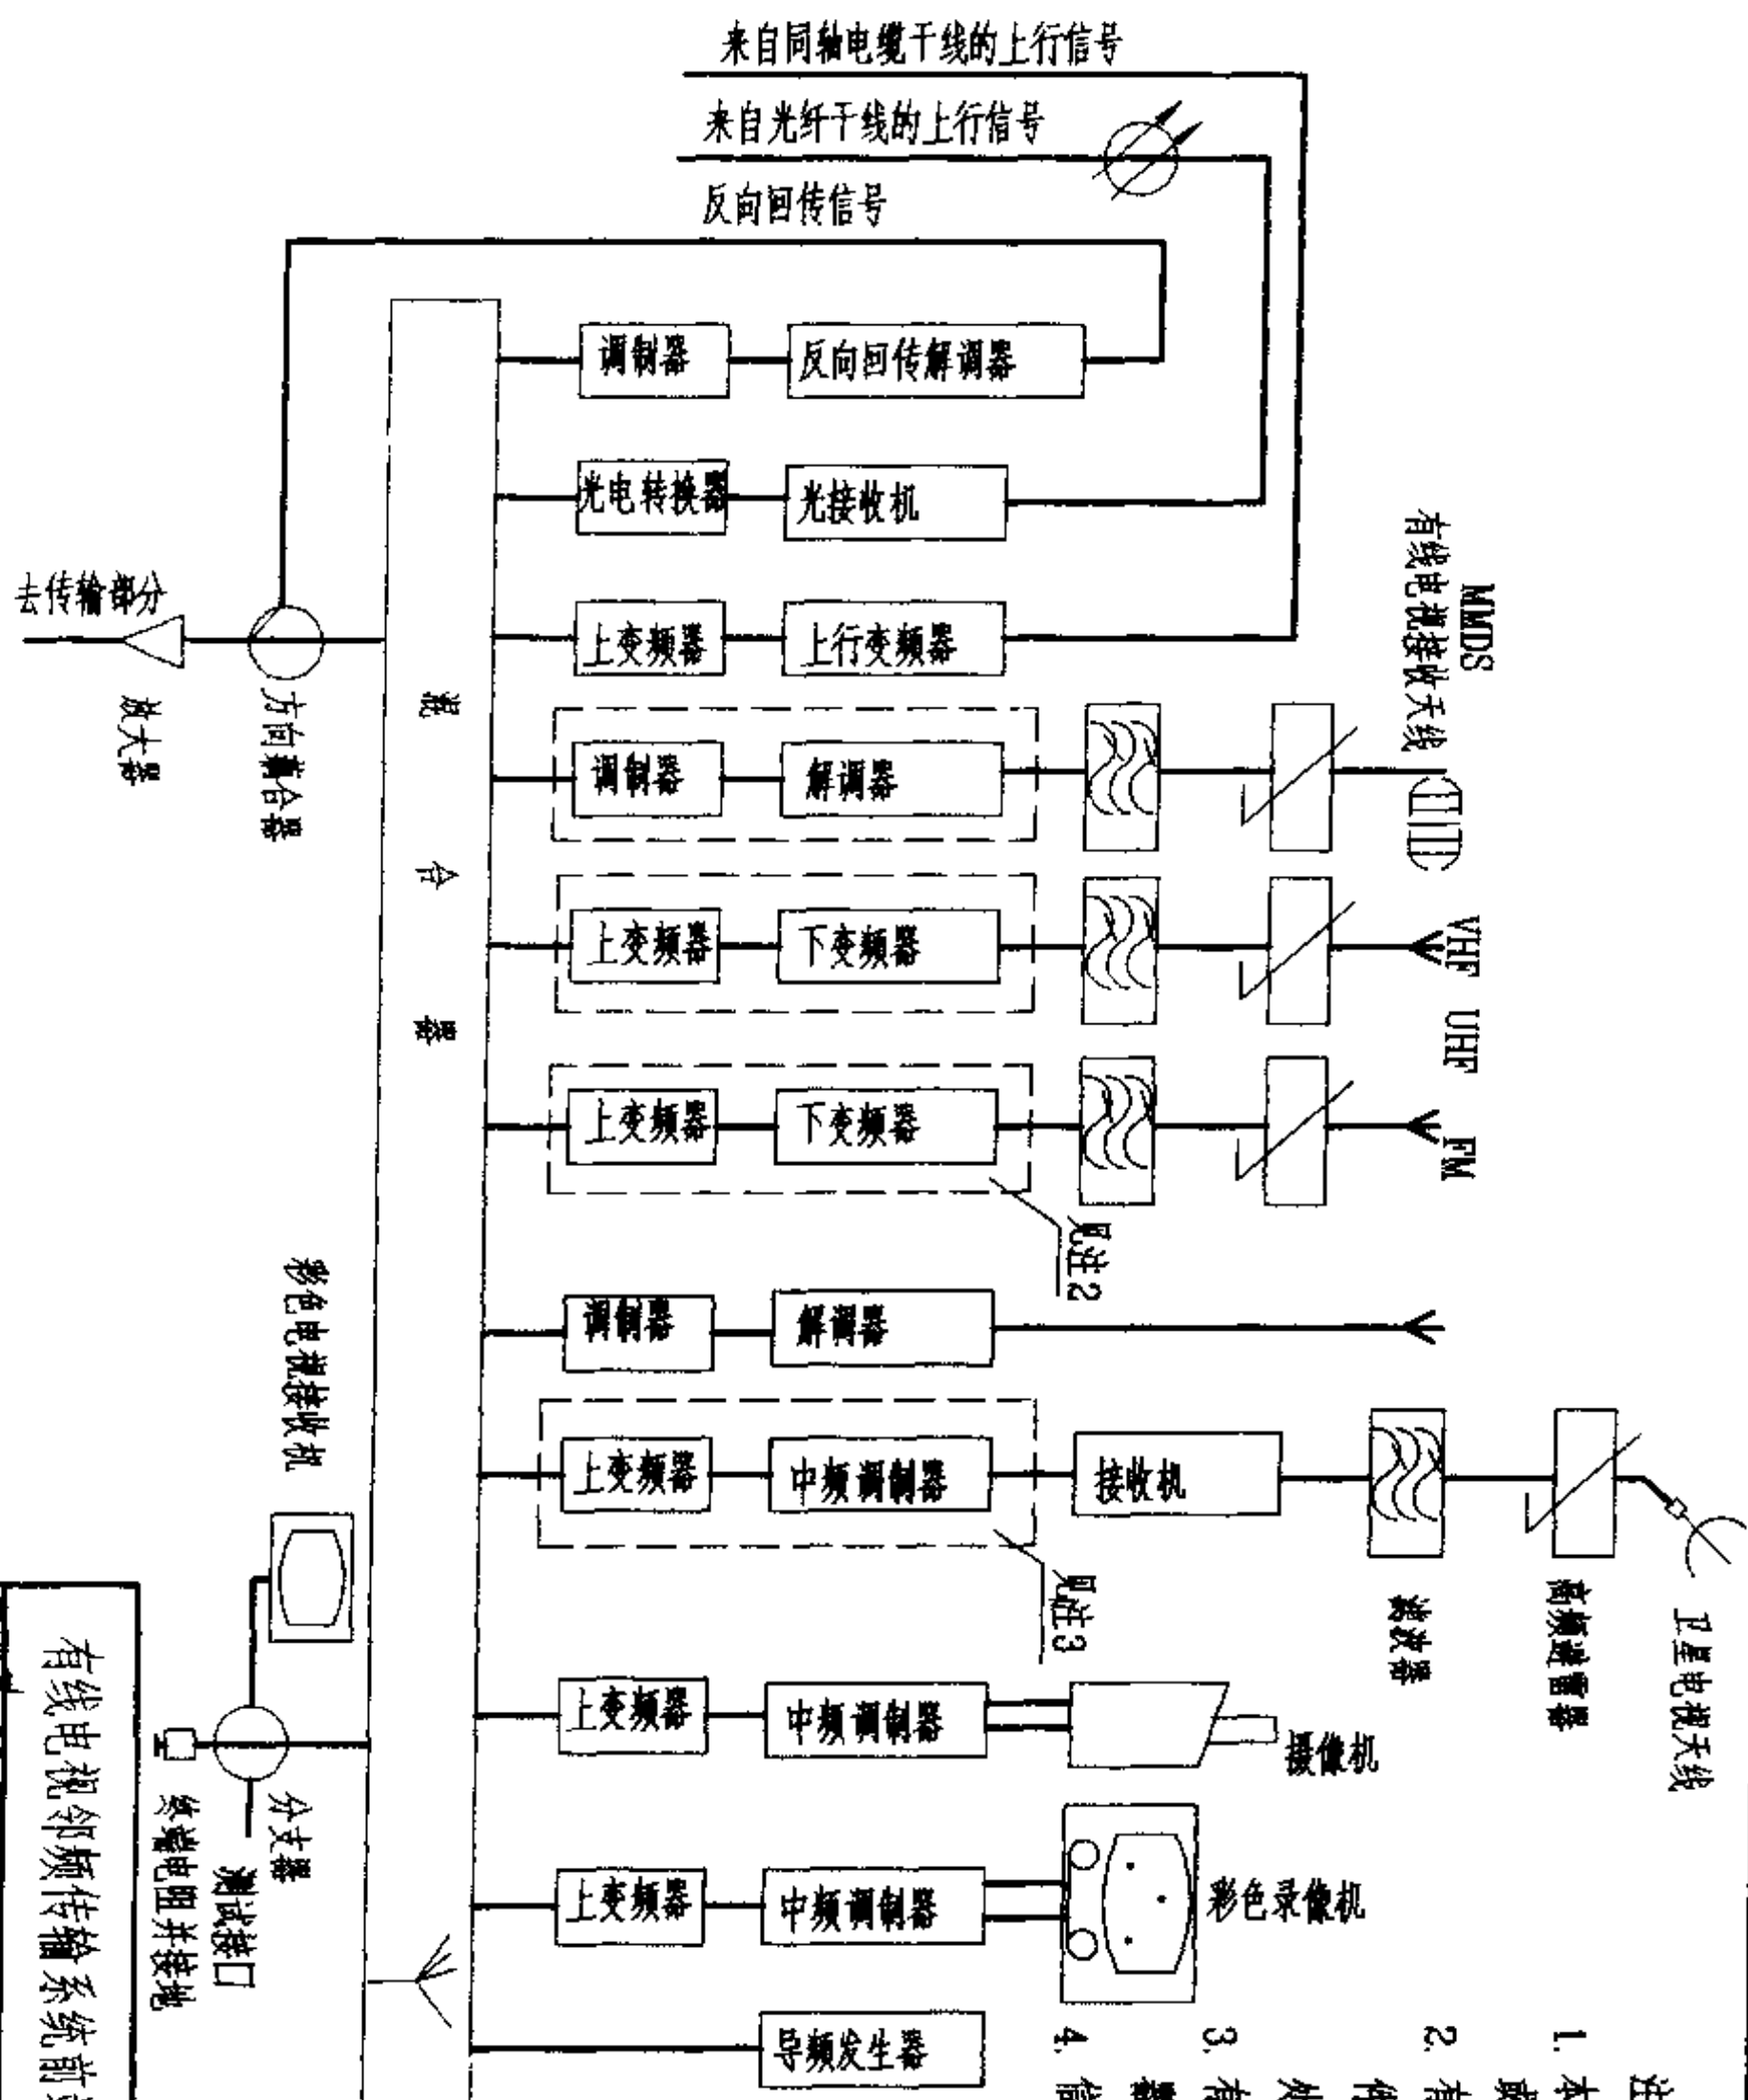 来自同轴电缆干线的上行信号
来自光纤干线的上行信号
反向回传信号
调制器
反向回传解调器
光电转换器
光接收机
上变频器
上行变频器
MMDS
有线电视接收天线
去传输部分
放大器
方向耦合器
混合器
调制器
解调器
上变频器
下变频器
VHF UHF
上变频器
下变频器
FM
见注2
调制器
解调器
彩色电视接收机
上变频器
中频调制器
接收机
见注3
滤波器
高频避雷器
卫星电视天线
上变频器
中频调制器
摄像机
分支器
测试接口
终端电阻并接地
上变频器
中频调制器
彩色录像机
导频发生器
有线电视邻频传输系统前
1. 本
2. 有
3. 有
4. 信